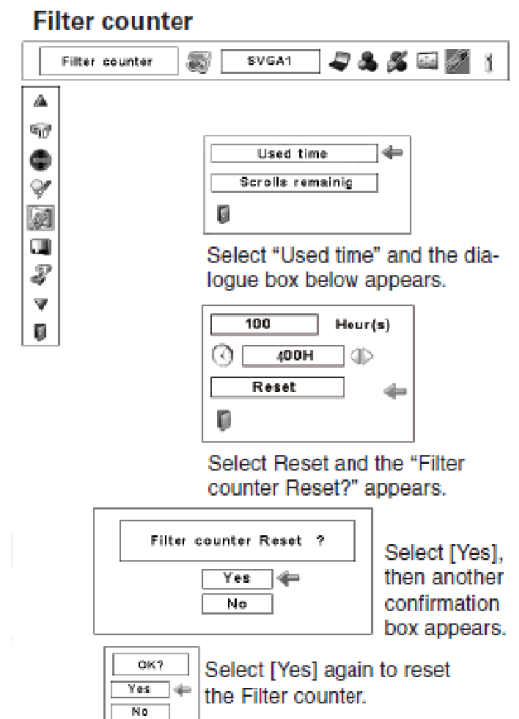 Filter counter
Filter counter
SVGA1
Used time
Scrolls remainig
Select “Used time” and the dia-
logue box below appears.
100 Hour(s)
400H
Reset
Select Reset and the “Filter
counter Reset?” appears.
Filter counter Reset ?
Yes
No
Select [Yes],
then another
confirmation
box appears.
OK?
Yes
No
Select [Yes] again to reset
the Filter counter.